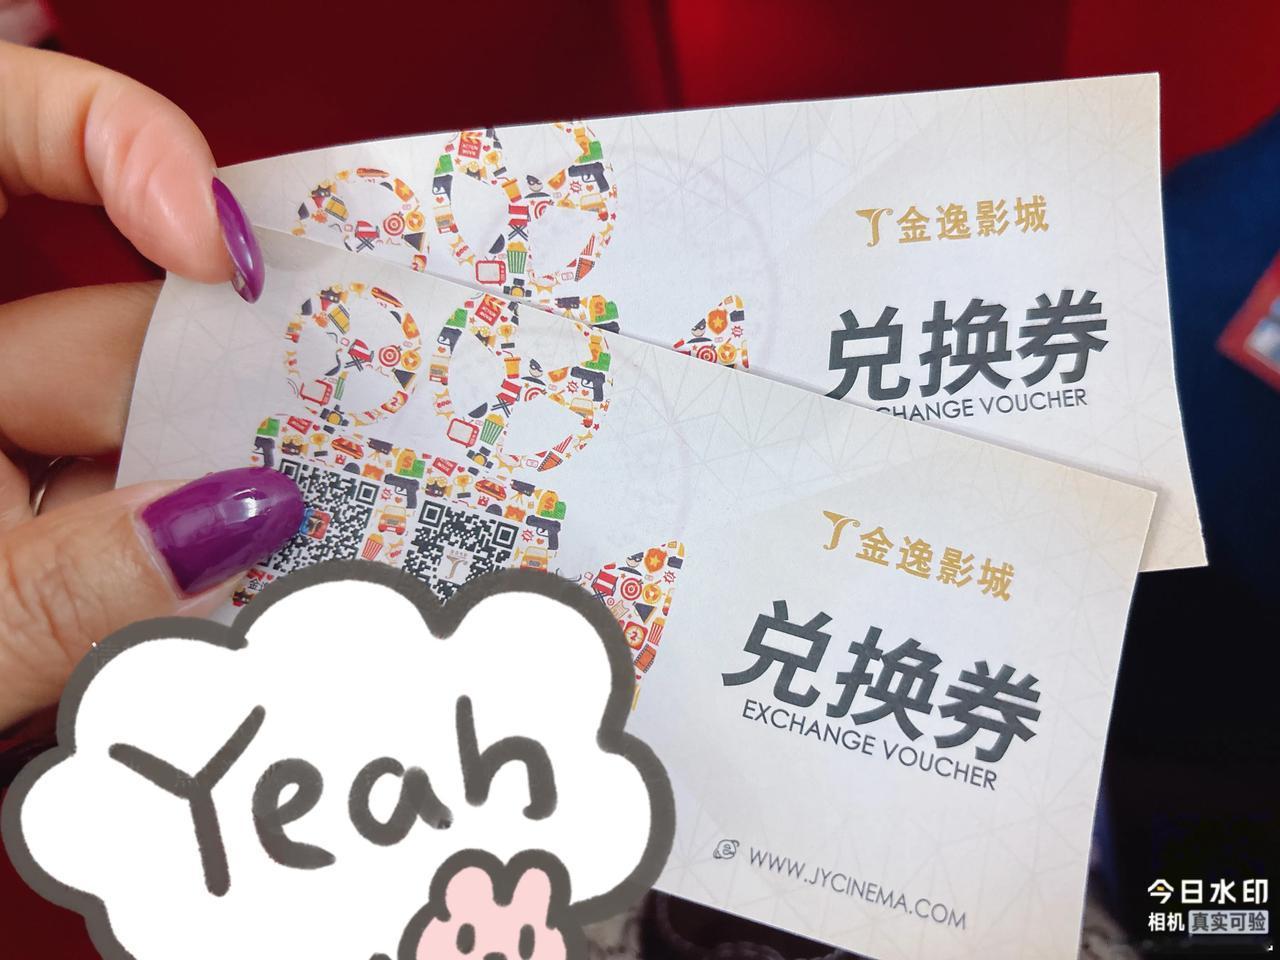 金逸影城
兑换券
CHANGE VOUCHER
金逸影城
兑换券
EXCHANGE VOUCHER
WWW.JYCINEMA.COM
Yeah
今日水印
相机 真实可验